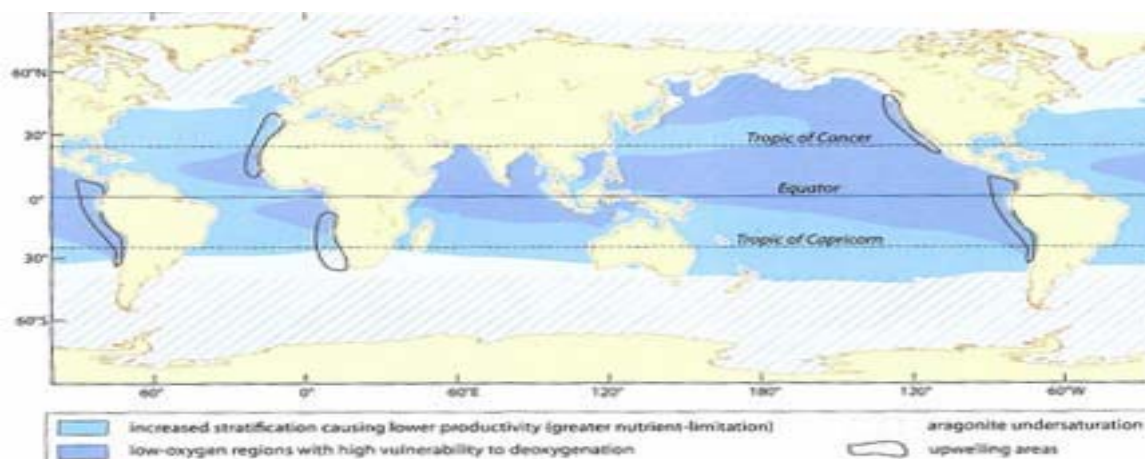 60°N
30°
Tropic of Cancer
0°
Equator
Tropic of Capricorn
30°
60°S
60° 0° 60°E 120° 180° 120° 60°W
increased stratification causing lower productivity (greater nutrient-limitation)
aragonite undersaturation
low-oxygen regions with high vulnerability to deoxygenation
upwelling areas